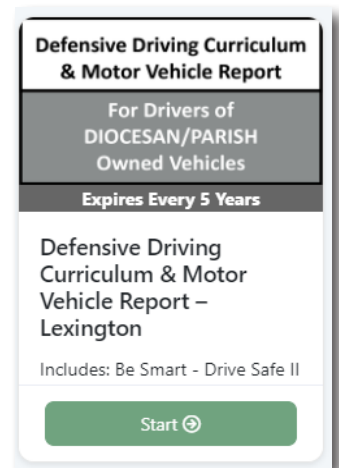 Defensive Driving Curriculum
& Motor Vehicle Report
For Drivers of
DIOCESAN/PARISH
Owned Vehicles
Expires Every 5 Years
Defensive Driving
Curriculum & Motor
Vehicle Report –
Lexington
Includes: Be Smart - Drive Safe II
Start